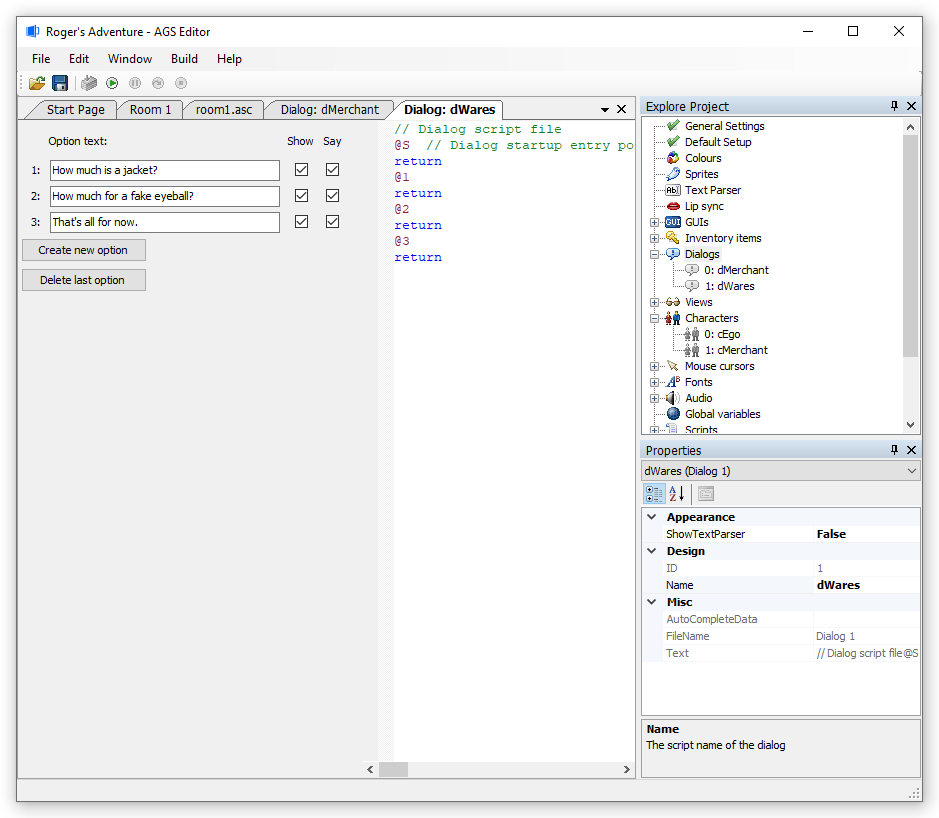 Roger's Adventure - AGS Editor
File Edit Window Build Help
Start Page Room 1 room1.asc Dialog: dMerchant Dialog: dWares
Option text: Show Say
1: How much is a jacket?
2: How much for a fake eyeball?
3: That's all for now.
Create new option
Delete last option
// Dialog script file
@S // Dialog startup entry po
return
@1
return
@2
return
@3
return
Explore Project
General Settings
Default Setup
Colours
Sprites
Text Parser
Lip sync
GUIs
Inventory items
Dialogs
0: dMerchant
1: dWares
Views
Characters
0: cEgo
1: cMerchant
Mouse cursors
Fonts
Audio
Global variables
Scripts
Properties
dWares (Dialog 1)
Appearance
ShowTextParser False
Design
ID 1
Name dWares
Misc
AutoCompleteData
FileName Dialog 1
Text // Dialog script file@S
Name
The script name of the dialog